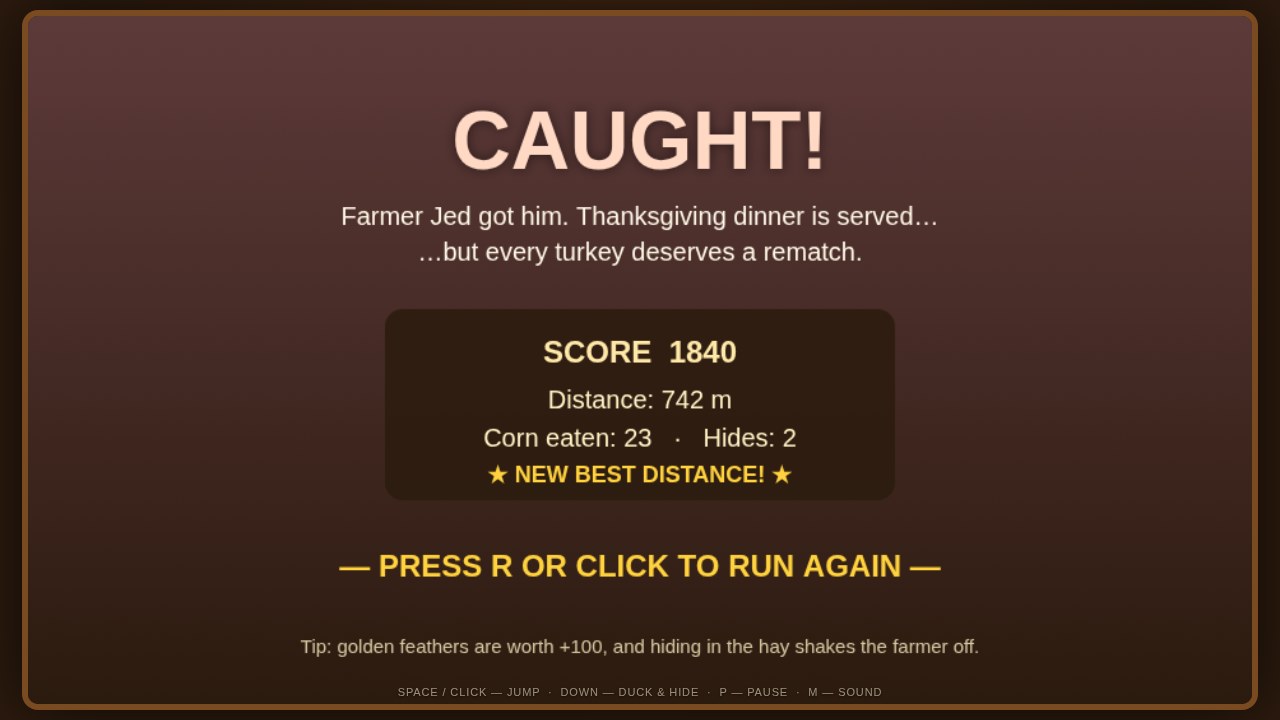 CAUGHT!
Farmer Jed got him. Thanksgiving dinner is served…
…but every turkey deserves a rematch.
SCORE 1840
Distance: 742 m
Corn eaten: 23 · Hides: 2
★ NEW BEST DISTANCE! ★
— PRESS R OR CLICK TO RUN AGAIN —
Tip: golden feathers are worth +100, and hiding in the hay shakes the farmer off.
SPACE / CLICK — JUMP · DOWN — DUCK & HIDE · P — PAUSE · M — SOUND